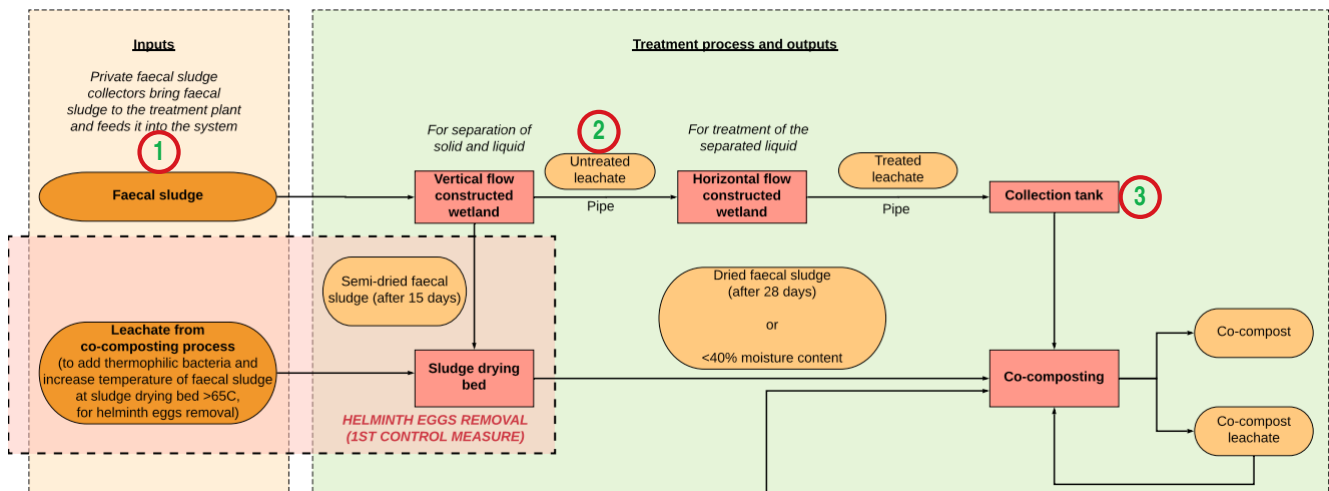 Inputs
Private faecal sludge
collectors bring faecal
sludge to the treatment plant
and feeds it into the system
1
Faecal sludge
Leachate from
co-composting process
(to add thermophilic bacteria and
increase temperature of faecal sludge
at sludge drying bed >65C,
for helminth eggs removal)
Treatment process and outputs
For separation of
solid and liquid
2
For treatment of the
separated liquid
Vertical flow
constructed
wetland
Untreated
leachate
Pipe
Horizontal flow
constructed
wetland
Treated
leachate
Pipe
Collection tank
3
Semi-dried faecal
sludge (after 15 days)
Dried faecal sludge
(after 28 days)
or
<40% moisture content
Sludge drying
bed
HELMINTH EGGS REMOVAL
(1ST CONTROL MEASURE)
Co-composting
Co-compost
Co-compost
leachate